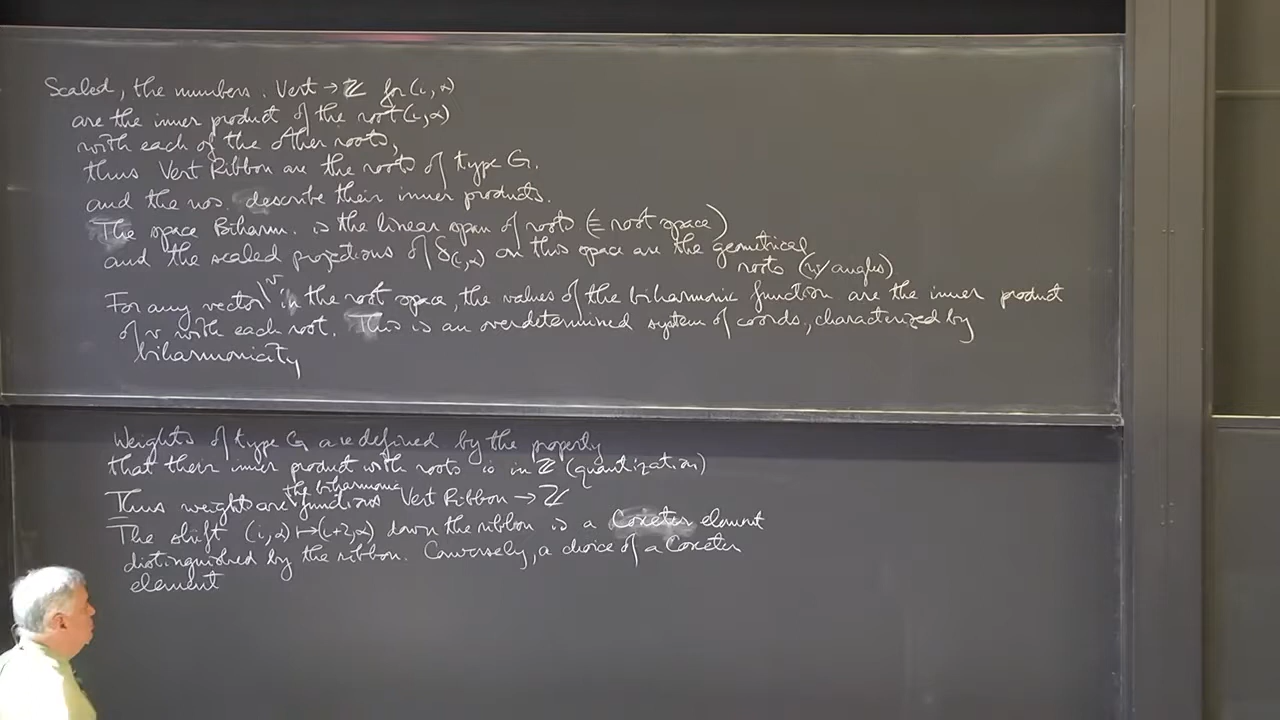 Scaled, the numbers. Vert → ℤ for (i, α)
are the inner product of the root (i, α)
with each of the other roots,
thus Vert Ribbon are the roots of type G.
and the nos. describe their inner products.
The space Biharm. is the linear span of roots (≡ root space)
and the scaled projections of δ(i,α) on this space are the geometrical
roots (w/ angles)
For any vector v in the root space, the values of the biharmonic function are the inner product
of v with each root. This is an overdetermined system of coords, characterized by
biharmonicity
Weights of type G are defined by the property
that their inner product with roots is in ℤ (quantization)
Thus weights are the biharmonic functions Vert Ribbon → ℤ
The shift (i, α) ↦ (i+2, α) down the ribbon is a Coxeter element
distinguished by the ribbon. Conversely, a choice of a Coxeter
element